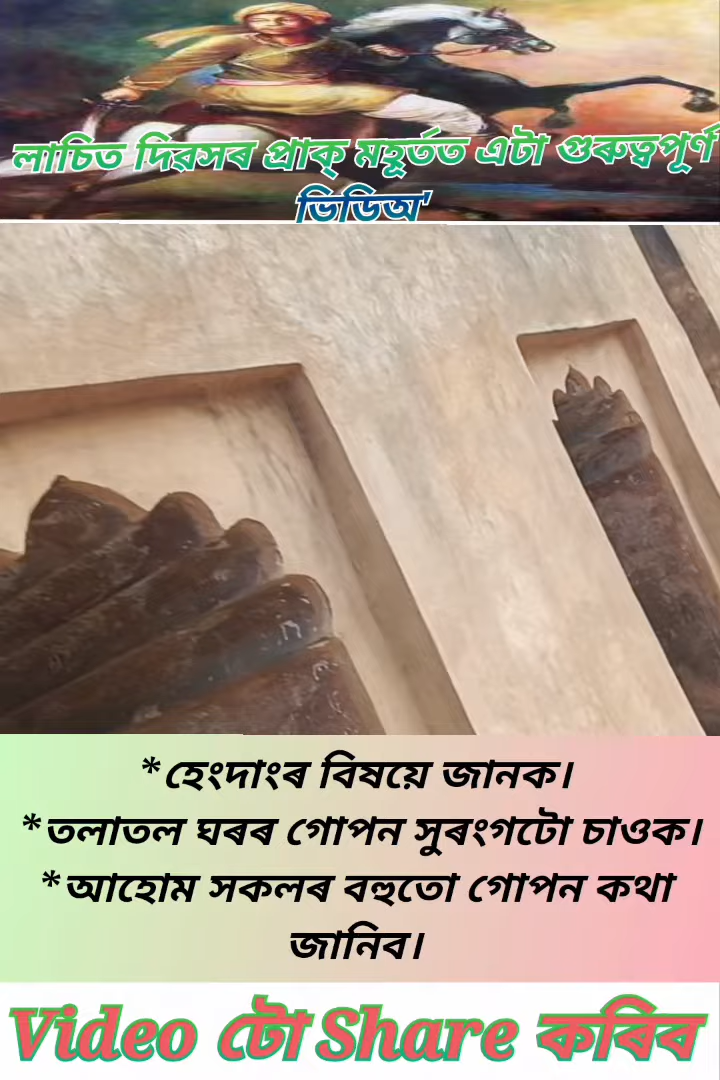 লাচিত দিৱসৰ প্ৰাক্ মহূৰ্তত এটা গুৰুত্বপূৰ্ণ
ভিডিঅ'
*হেংদাংৰ বিষয়ে জানক।
*তলাতল ঘৰৰ গোপন সুৰংগটো চাওক।
*আহোম সকলৰ বহুতো গোপন কথা
জানিব।
Video টো Share কৰিব